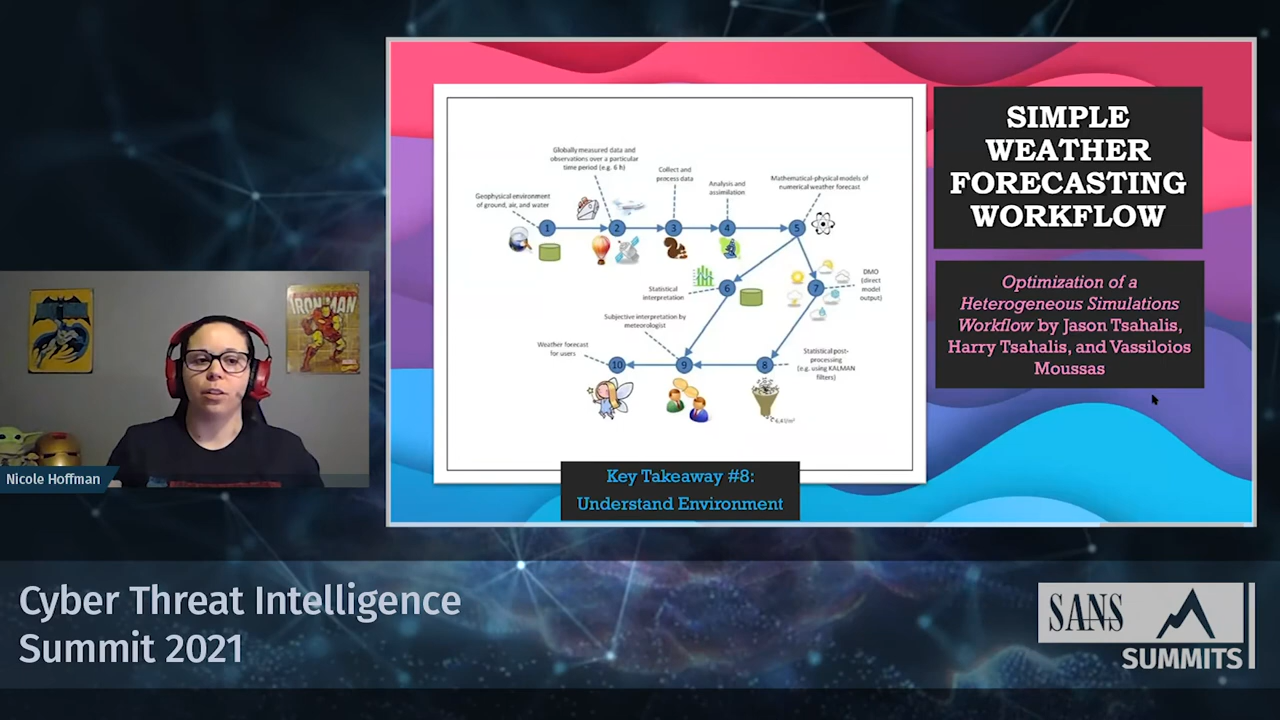 SIMPLE
WEATHER
FORECASTING
WORKFLOW
Optimization of a
Heterogeneous Simulations
Workflow by Jason Tsahalis,
Harry Tsahalis, and Vassiloios
Moussas
Globally measured data and
observations over a particular
time period (e.g. 6 h)
Collect and
process data
Analysis and
assimilation
Mathematical-physical models of
numerical weather forecast
Geophysical environment
of ground, air, and water
1
2
3
4
5
Statistical
interpretation
6
7
DMO
(direct
model
output)
Subjective interpretation by
meteorologist
Weather forecast
for users
10
9
8
Statistical post-
processing
(e.g. using KALMAN
filters)
Key Takeaway #8:
Understand Environment
IRON MAN
Nicole Hoffman
Cyber Threat Intelligence
Summit 2021
SANS
SUMMITS